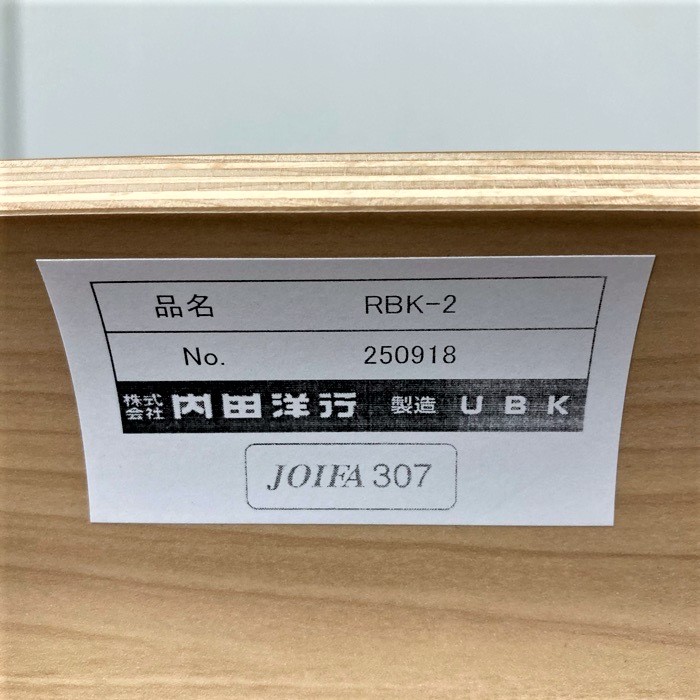 品名 RBK-2
No. 250918
株式会社 内田洋行 製造 UBK
JOIFA 307